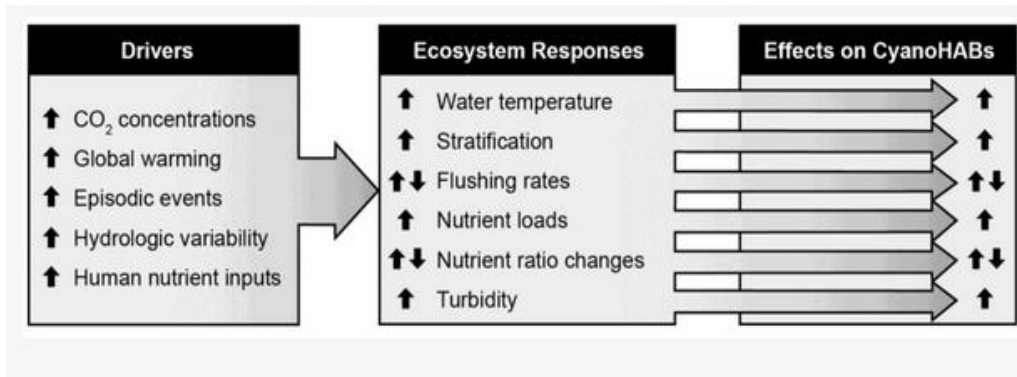 Drivers
↑ CO₂ concentrations
↑ Global warming
↑ Episodic events
↑ Hydrologic variability
↑ Human nutrient inputs
Ecosystem Responses
↑ Water temperature
↑ Stratification
↑↓ Flushing rates
↑ Nutrient loads
↑↓ Nutrient ratio changes
↑ Turbidity
Effects on CyanoHABs
↑
↑
↑↓
↑
↑↓
↑